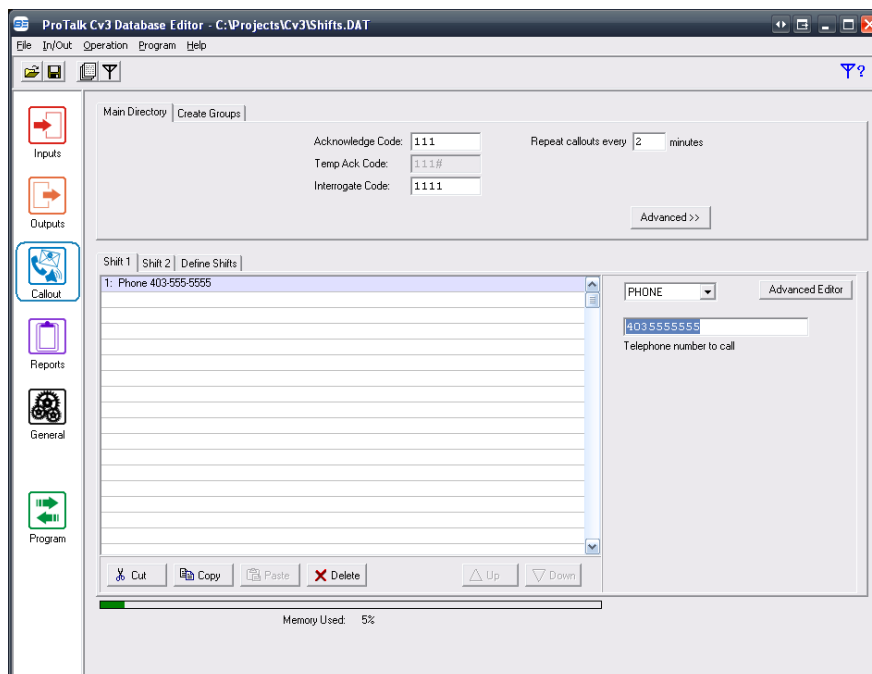 ProTalk Cv3 Database Editor - C:\Projects\Cv3\Shifts.DAT
File In/Out Operation Program Help
?
Main Directory Create Groups
Acknowledge Code: 111 Repeat callouts every 2 minutes
Temp Ack Code: 111#
Interrogate Code: 1111
Advanced >>
Inputs
Outputs
Callout
Reports
General
Program
Shift 1 Shift 2 Define Shifts
1: Phone 403-555-5555
PHONE Advanced Editor
4035555555
Telephone number to call
Cut Copy Paste Delete Up Down
Memory Used: 5%